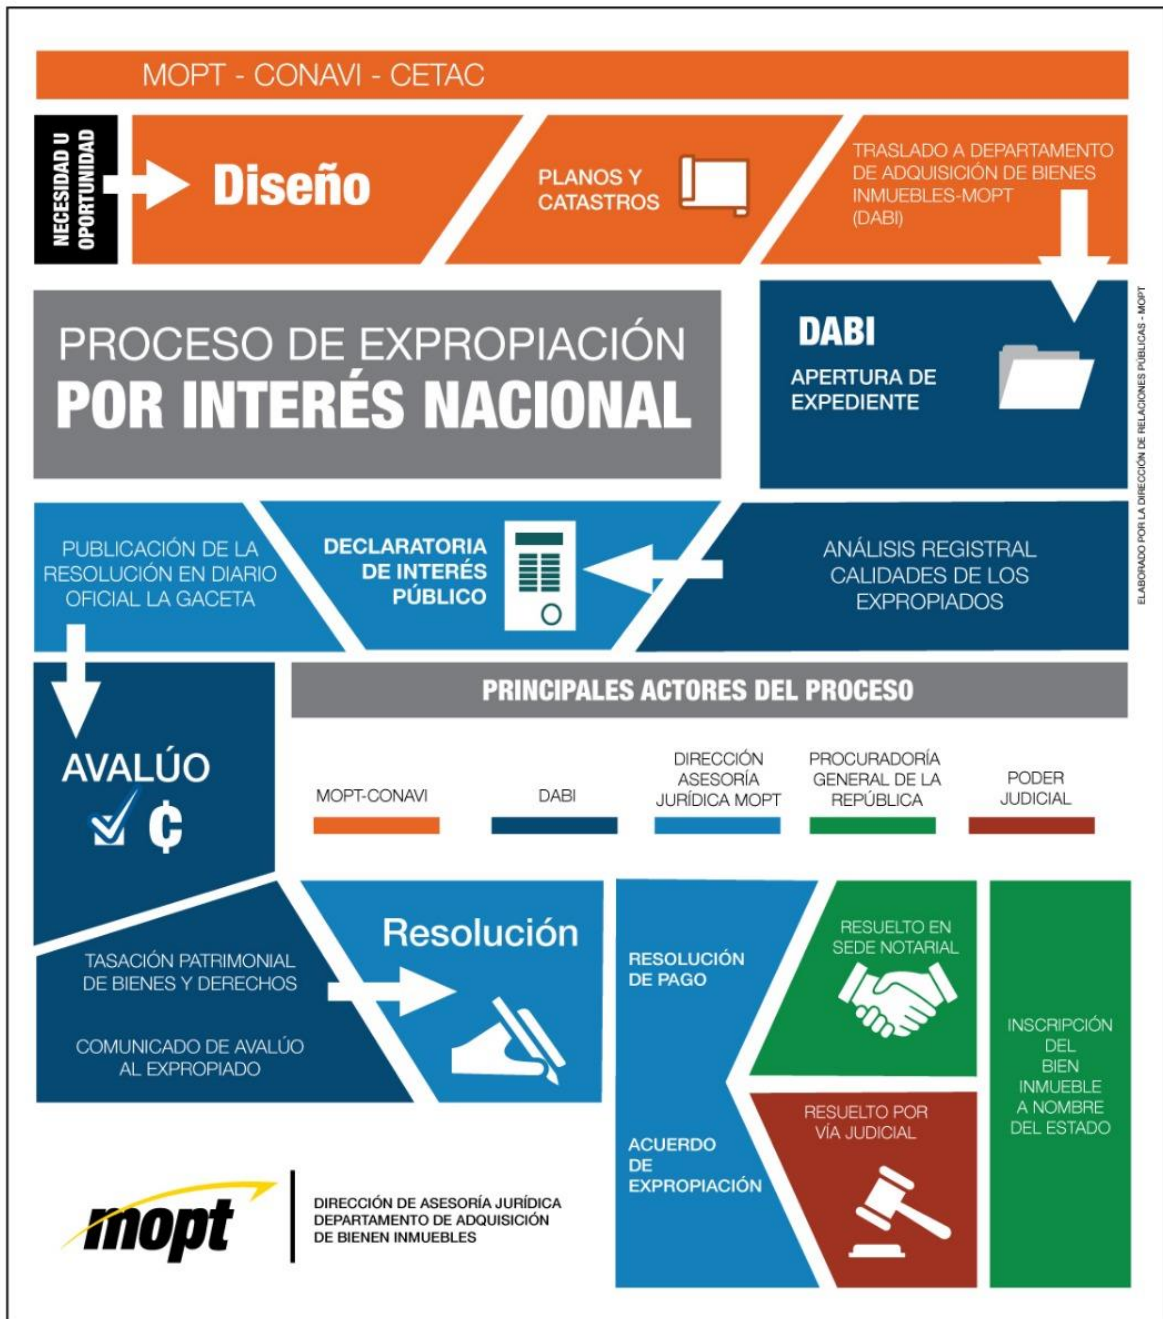 MOPT - CONAVI - CETAC
NECESIDAD U
OPORTUNIDAD
Diseño
PLANOS Y
CATASTROS
TRASLADO A DEPARTAMENTO
DE ADQUISICIÓN DE BIENES
INMUEBLES-MOPT
(DABI)
PROCESO DE EXPROPIACIÓN
POR INTERÉS NACIONAL
DABI
APERTURA DE
EXPEDIENTE
ELABORADO POR LA DIRECCIÓN DE RELACIONES PÚBLICAS - MOPT
ANÁLISIS REGISTRAL
CALIDADES DE LOS
EXPROPIADOS
DECLARATORIA
DE INTERÉS
PÚBLICO
PUBLICACIÓN DE LA
RESOLUCIÓN EN DIARIO
OFICIAL LA GACETA
AVALÚO
₵
PRINCIPALES ACTORES DEL PROCESO
MOPT-CONAVI
DABI
DIRECCIÓN
ASESORÍA
JURÍDICA MOPT
PROCURADORÍA
GENERAL DE LA
REPÚBLICA
PODER
JUDICIAL
TASACIÓN PATRIMONIAL
DE BIENES Y DERECHOS
COMUNICADO DE AVALÚO
AL EXPROPIADO
Resolución
RESOLUCIÓN
DE PAGO
ACUERDO
DE
EXPROPIACIÓN
RESUELTO EN
SEDE NOTARIAL
RESUELTO POR
VÍA JUDICIAL
INSCRIPCIÓN
DEL
BIEN
INMUEBLE
A NOMBRE
DEL ESTADO
mopt
DIRECCIÓN DE ASESORÍA JURÍDICA
DEPARTAMENTO DE ADQUISICIÓN
DE BIENEN INMUEBLES